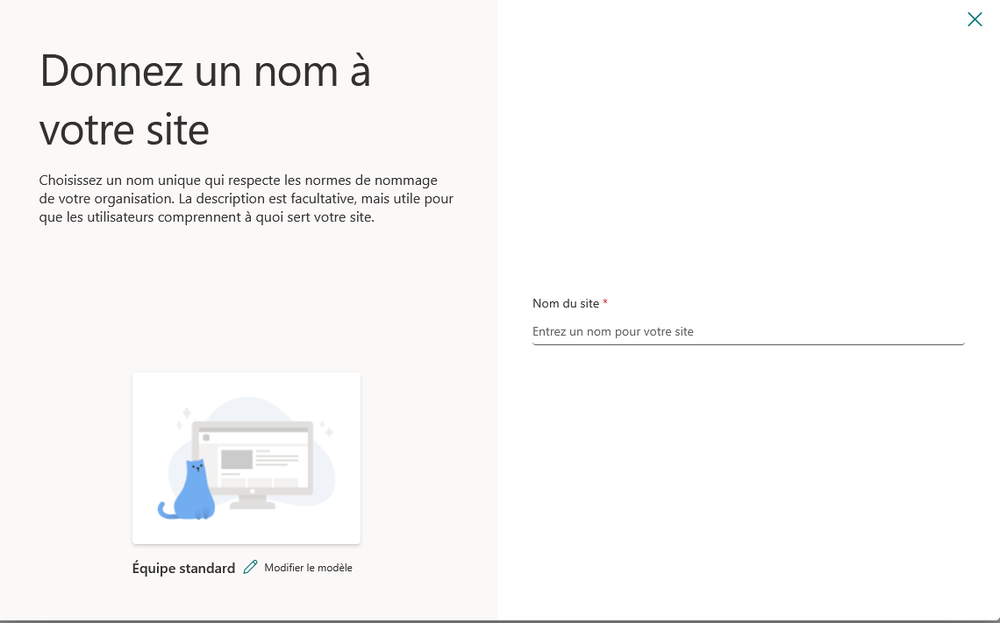 Donnez un nom à
votre site
Choisissez un nom unique qui respecte les normes de nommage
de votre organisation. La description est facultative, mais utile pour
que les utilisateurs comprennent à quoi sert votre site.
Équipe standard
Modifier le modèle
Nom du site *
Entrez un nom pour votre site